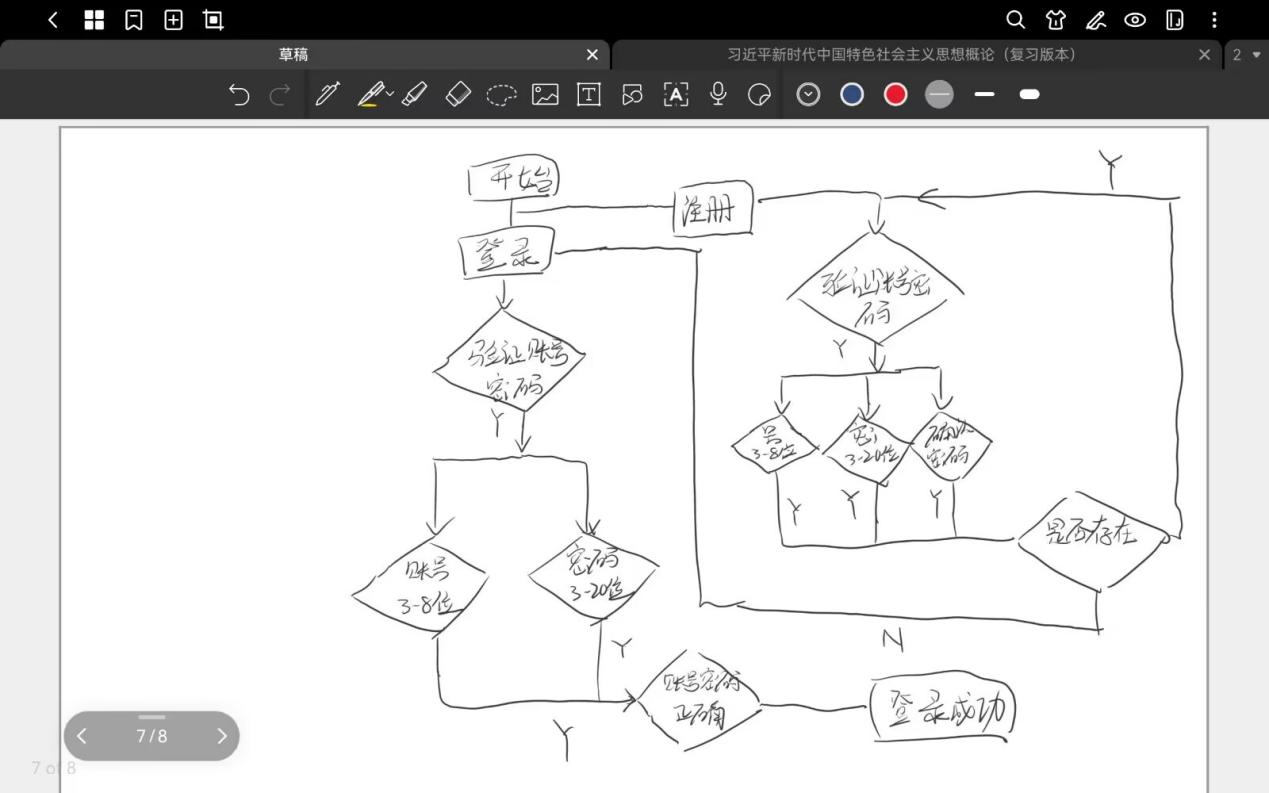 草稿
习近平新时代中国特色社会主义思想概论（复习版本）
2
开始
注册
Y
登录
验证账号密
码
Y
验证账号
密码
Y
号
3-8位
密
3-20位
确认
密码
Y
Y
Y
是否存在
账号
3-8位
密码
3-20位
Y
N
账号密码
正确
登录成功
Y
7/8
7 of 8